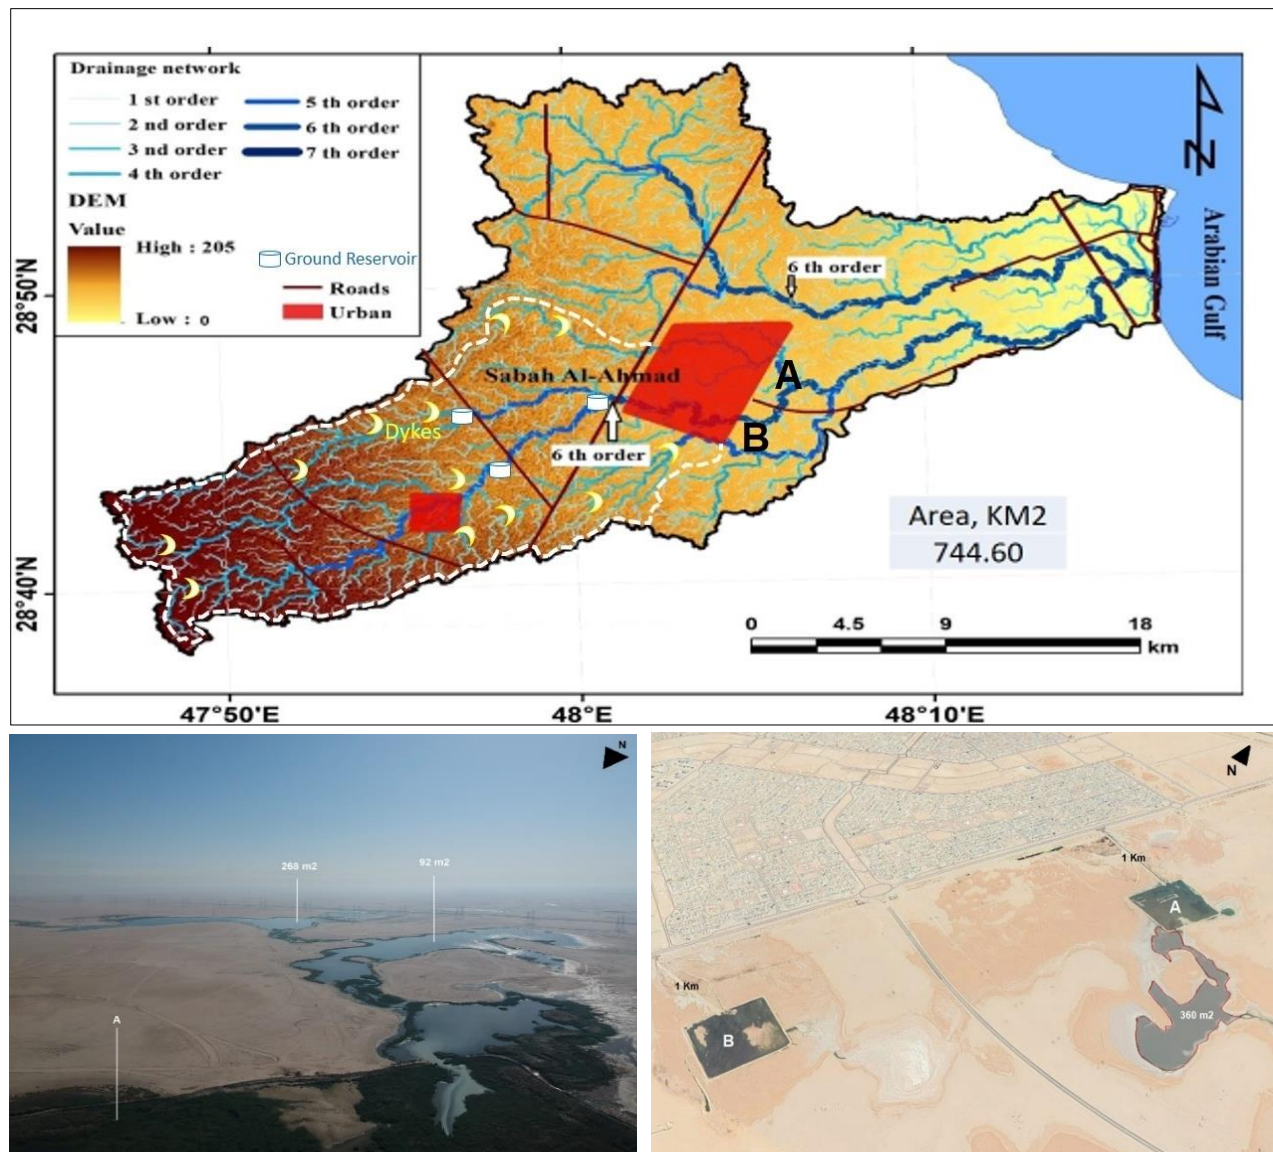 Drainage network
1 st order
2 nd order
3 nd order
4 th order
5 th order
6 th order
7 th order
DEM
Value
High : 205
Low : 0
Ground Reservoir
Roads
Urban
N
Arabian Gulf
28°50'N
28°40'N
6 th order
Sabah Al-Ahmad
A
B
Dykes
6 th order
Area, KM2
744.60
0 4.5 9 18
km
47°50'E 48°E 48°10'E
N
268 m2
92 m2
A
N
1 Km
A
1 Km
360 m2
B